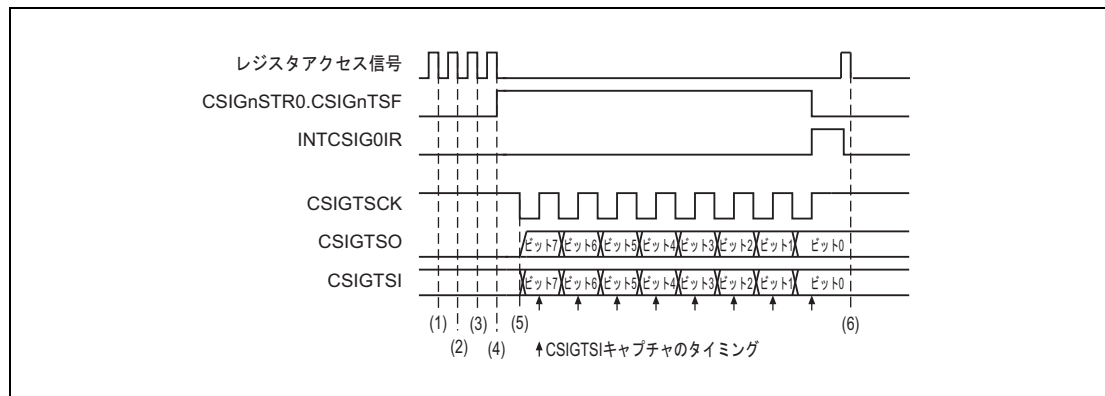 レジスタアクセス信号
CSIGnSTR0.CSIGnTSF
INTCSIG0IR
CSIGTSCK
CSIGTSO
ビット7 ビット6 ビット5 ビット4 ビット3 ビット2 ビット1 ビット0
CSIGTSI
ビット7 ビット6 ビット5 ビット4 ビット3 ビット2 ビット1 ビット0
(1) (3) (5) (6)
(2) (4) CSIGTSIキャプチャのタイミング